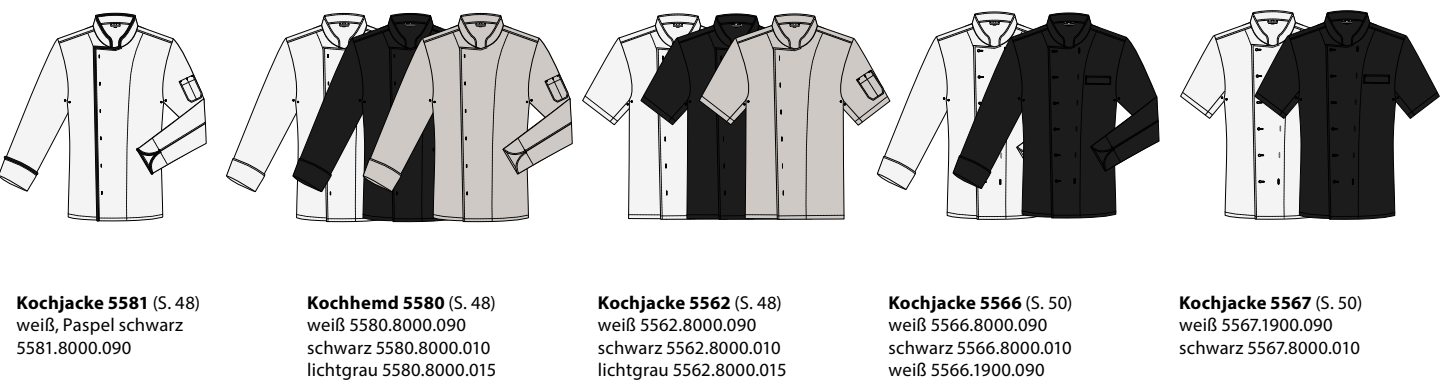 Kochjacke 5581 (S. 48)
weiß, Paspel schwarz
5581.8000.090
Kochhemd 5580 (S. 48)
weiß 5580.8000.090
schwarz 5580.8000.010
lichtgrau 5580.8000.015
Kochjacke 5562 (S. 48)
weiß 5562.8000.090
schwarz 5562.8000.010
lichtgrau 5562.8000.015
Kochjacke 5566 (S. 50)
weiß 5566.8000.090
schwarz 5566.8000.010
weiß 5566.1900.090
Kochjacke 5567 (S. 50)
weiß 5567.1900.090
schwarz 5567.8000.010